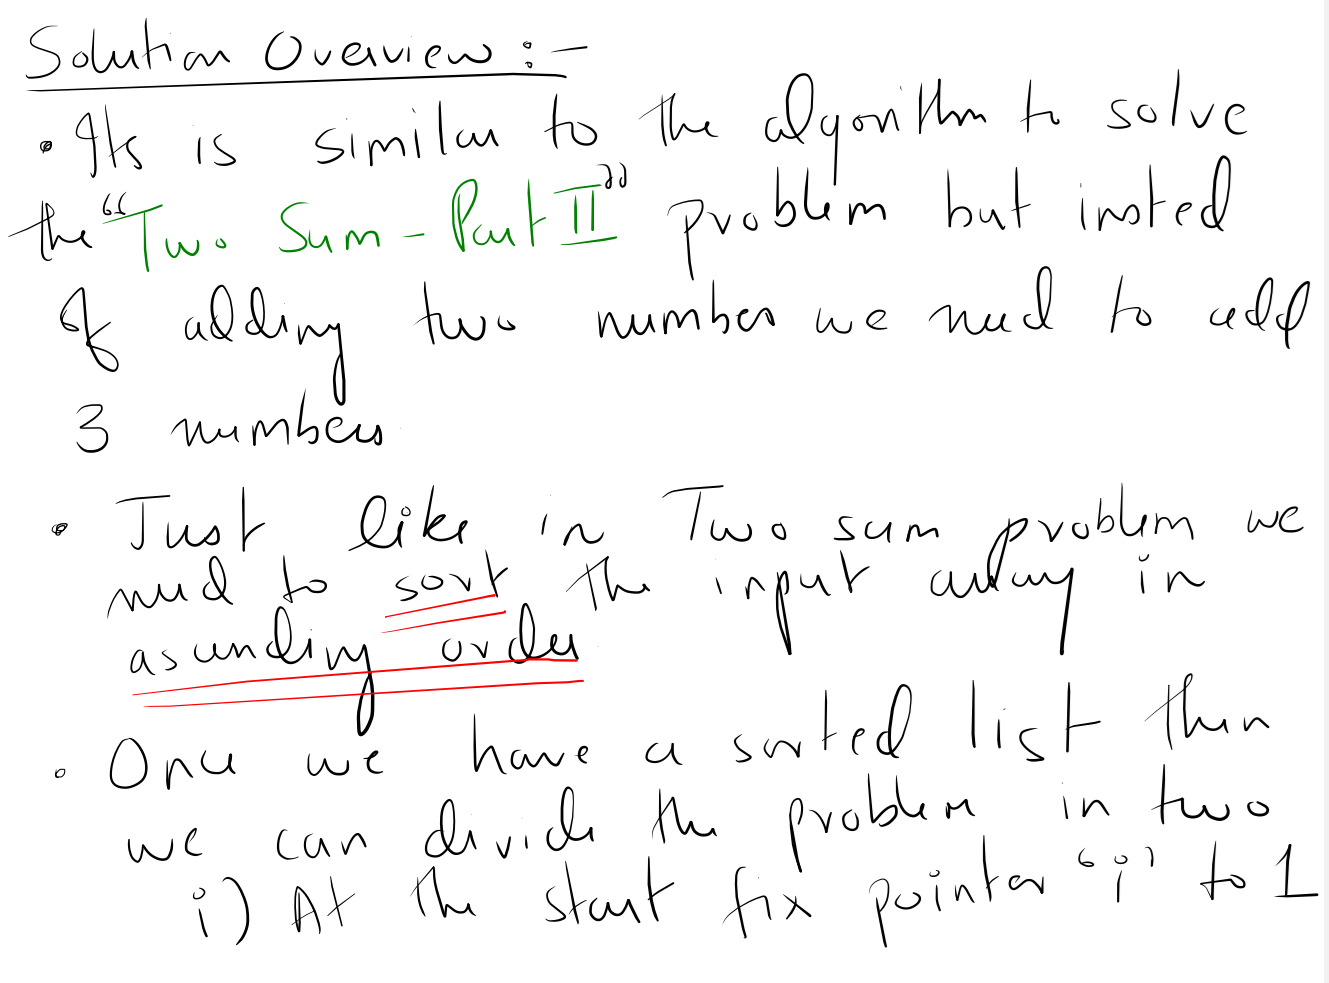 Solution Overview :-
• Its is similar to the algorithm to solve
the "Two Sum - Part II" problem but insted
of adding two number we need to add
3 numbers
• Just like in Two sum problem we
need to sort the input array in
ascending order
• Once we have a sorted list then
we can divide the problem in two
i) At the start fix pointer 'i' to 1